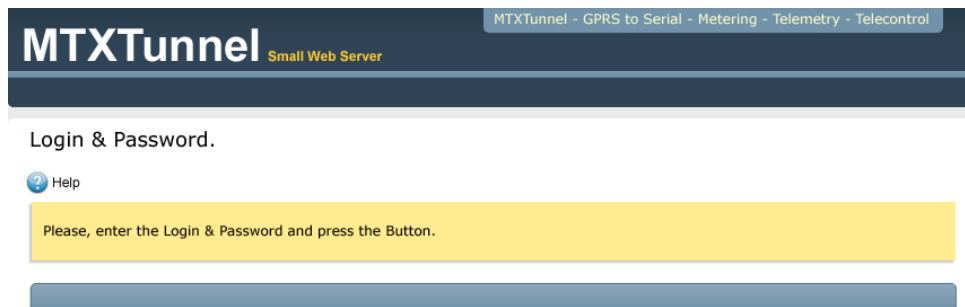 MTXTunnel - GPRS to Serial - Metering - Telemetry - Telecontrol
MTXTunnel Small Web Server
Login & Password.
? Help
Please, enter the Login & Password and press the Button.